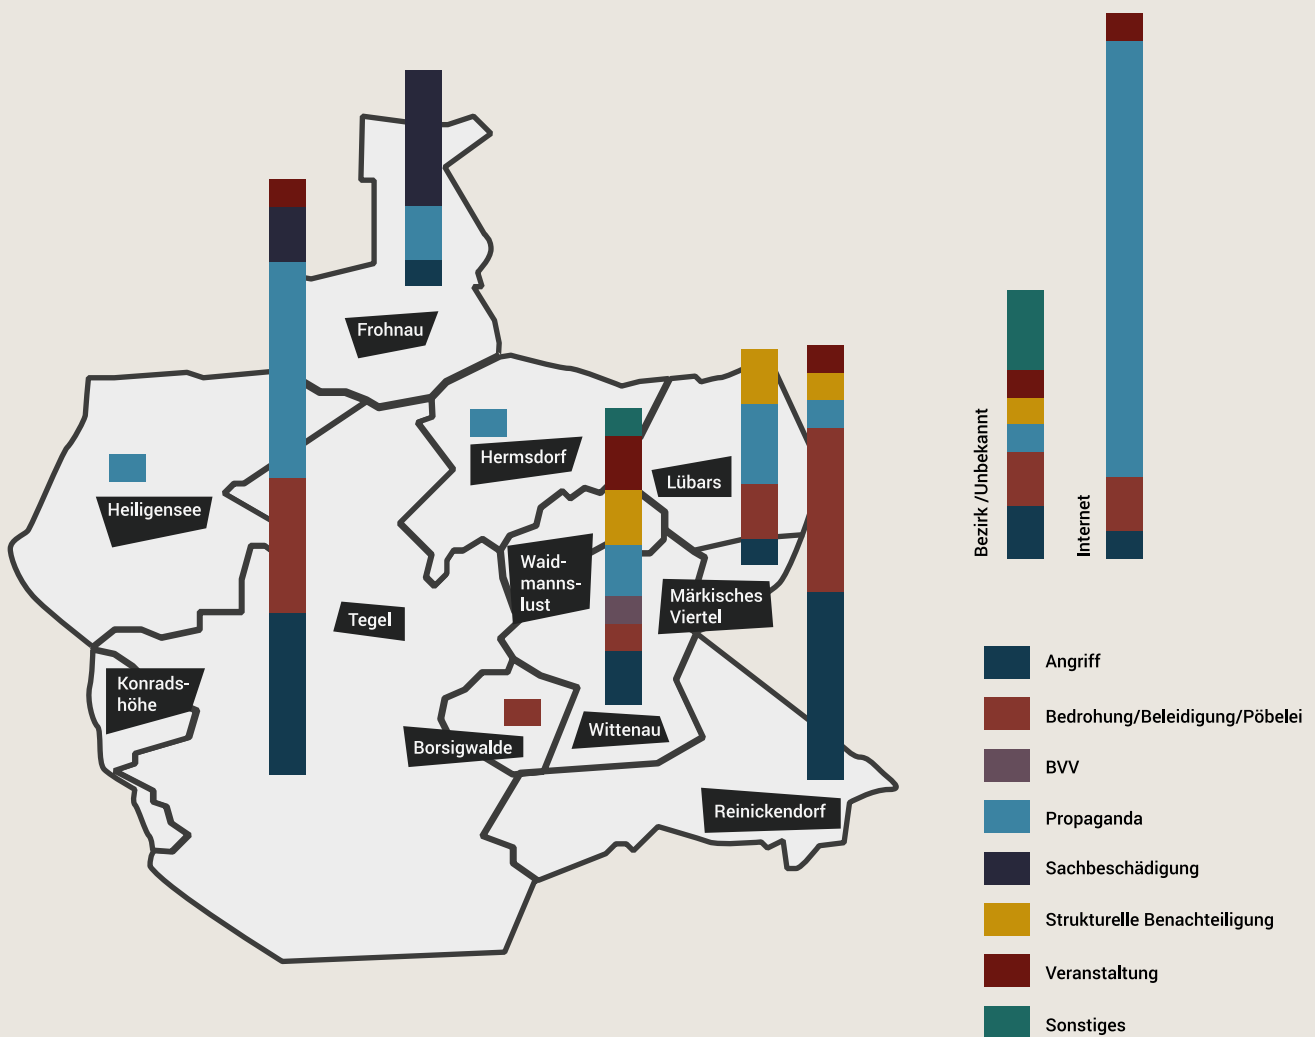 Frohnau
Hermsdorf
Lübars
Heiligensee
Waid-
manns-
lust
Märkisches
Viertel
Tegel
Konrads-
höhe
Wittenau
Borsigwalde
Reinickendorf
Bezirk /Unbekannt
Internet
Angriff
Bedrohung/Beleidigung/Pöbelei
BVV
Propaganda
Sachbeschädigung
Strukturelle Benachteiligung
Veranstaltung
Sonstiges